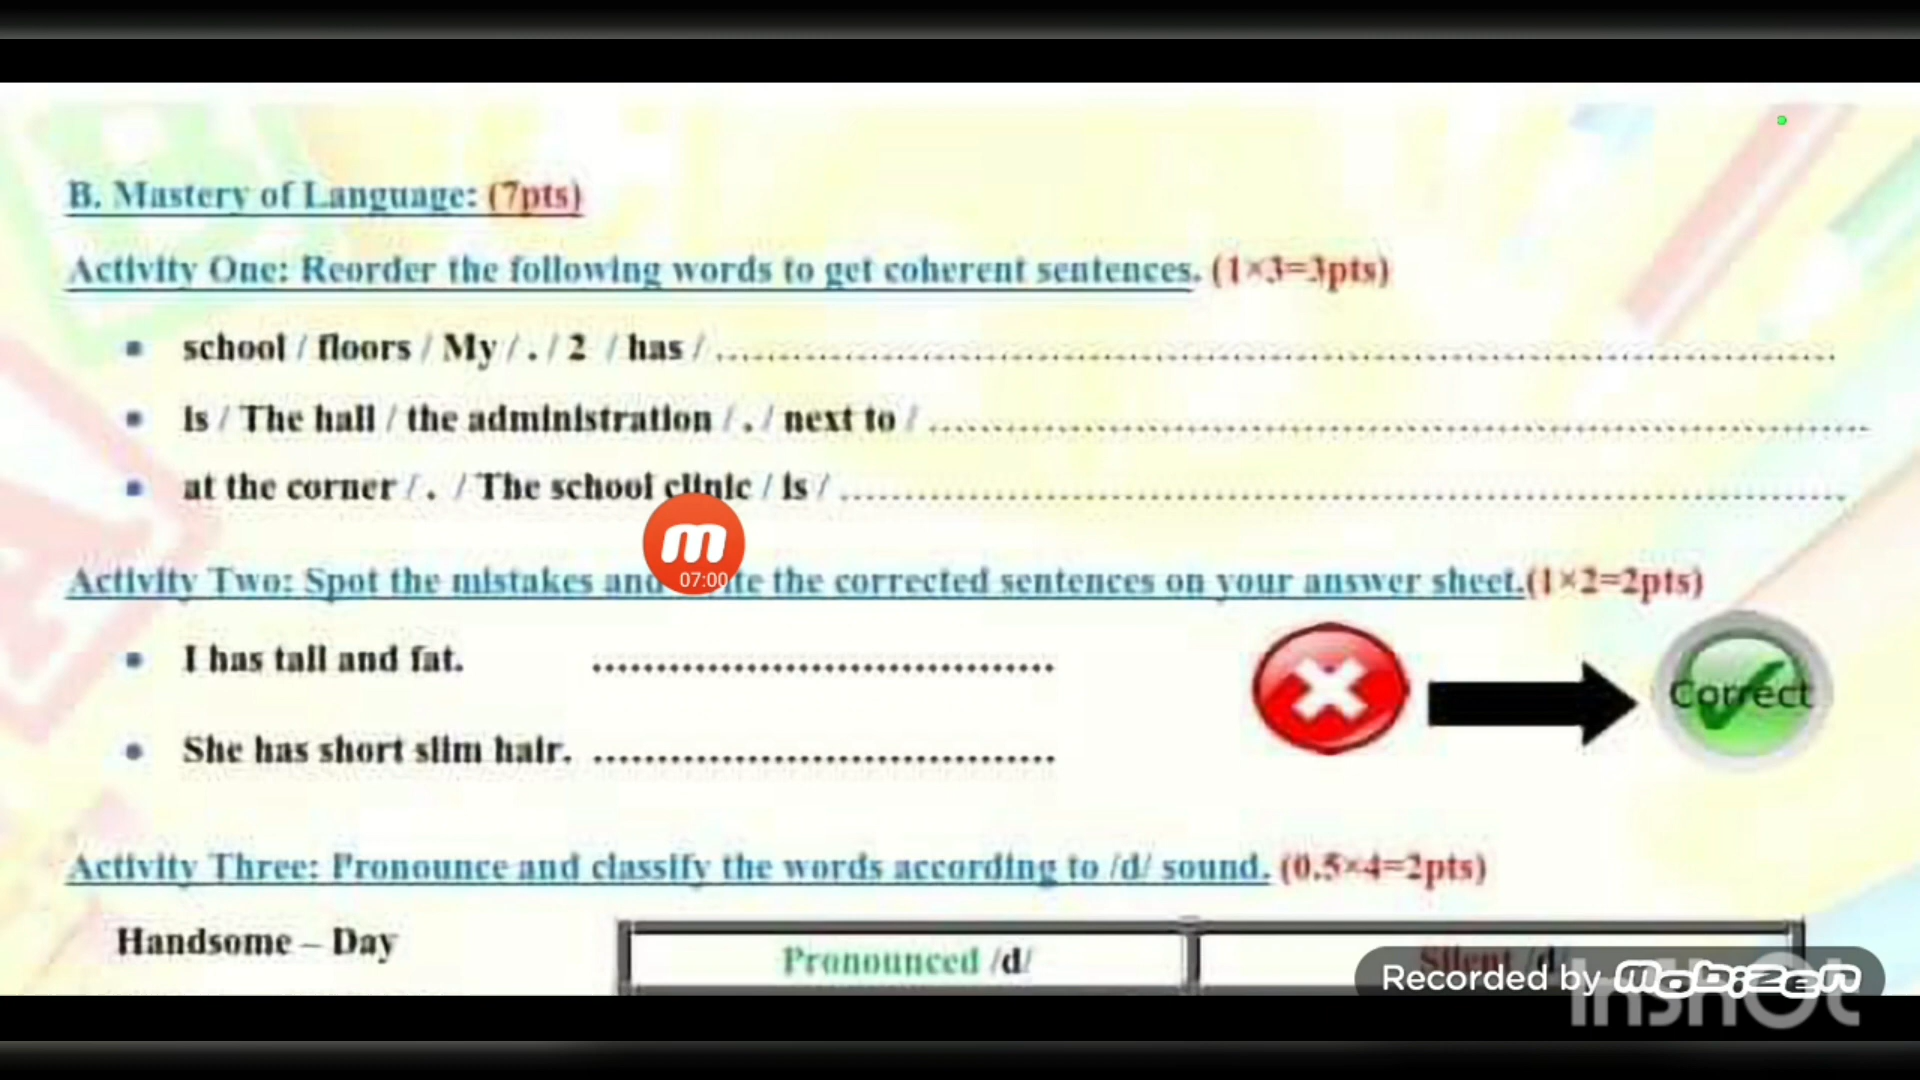 B. Mastery of Language: (7pts)
Activity One: Reorder the following words to get coherent sentences. (1×3=3pts)
school / floors / My / . / 2 / has / ........................................................................
is / The hall / the administration / . / next to / ........................................................................
at the corner / . / The school clinic / is / ........................................................................
m
07:00
Activity Two: Spot the mistakes and te the corrected sentences on your answer sheet.(1×2=2pts)
I has tall and fat. ....................................
She has short slim hair. ....................................
Correct
Activity Three: Pronounce and classify the words according to /d/ sound. (0.5×4=2pts)
Handsome – Day
Pronounced /d/
Silent /d/
Recorded by mobizen
InShot